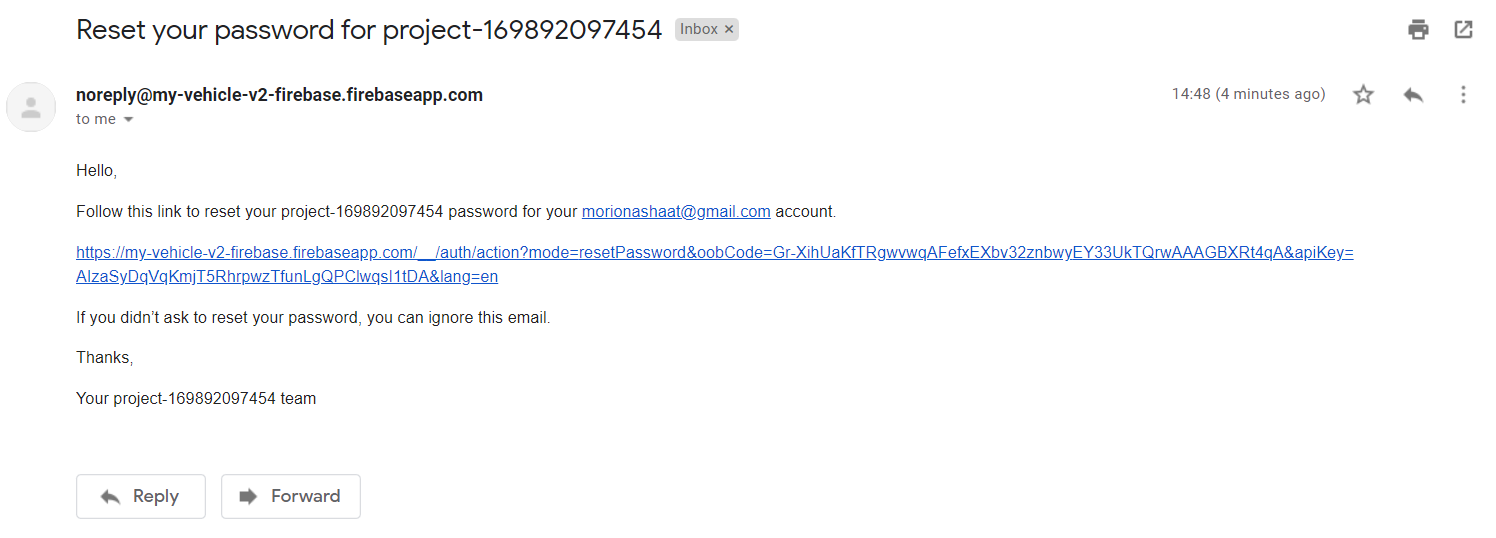 Reset your password for project-169892097454 Inbox ×
noreply@my-vehicle-v2-firebase.firebaseapp.com 14:48 (4 minutes ago)
to me
Hello,
Follow this link to reset your project-169892097454 password for your morionashaat@gmail.com account.
https://my-vehicle-v2-firebase.firebaseapp.com/__/auth/action?mode=resetPassword&oobCode=Gr-XihUaKfTRgwvwqAFefxEXbv32znbwyEY33UkTQrwAAAGBXRt4qA&apiKey=
AIzaSyDqVqKmjT5RhrpwzTfunLgQPClwqsI1tDA&lang=en
If you didn’t ask to reset your password, you can ignore this email.
Thanks,
Your project-169892097454 team
Reply Forward